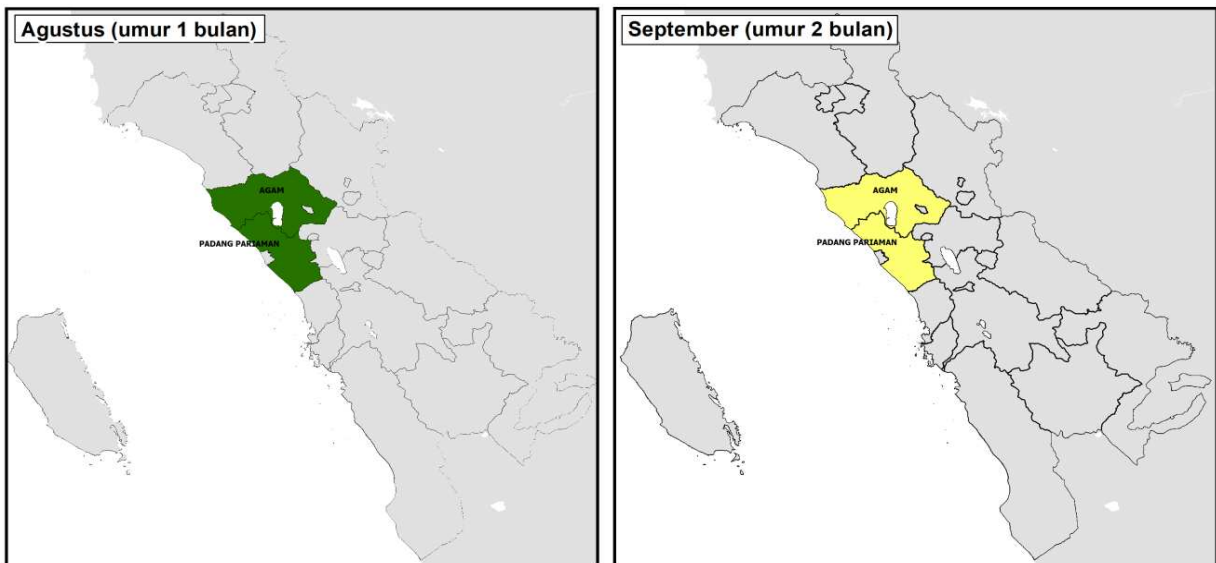 Agustus (umur 1 bulan)
AGAM
PADANG PARIAMAN
September (umur 2 bulan)
AGAM
PADANG PARIAMAN